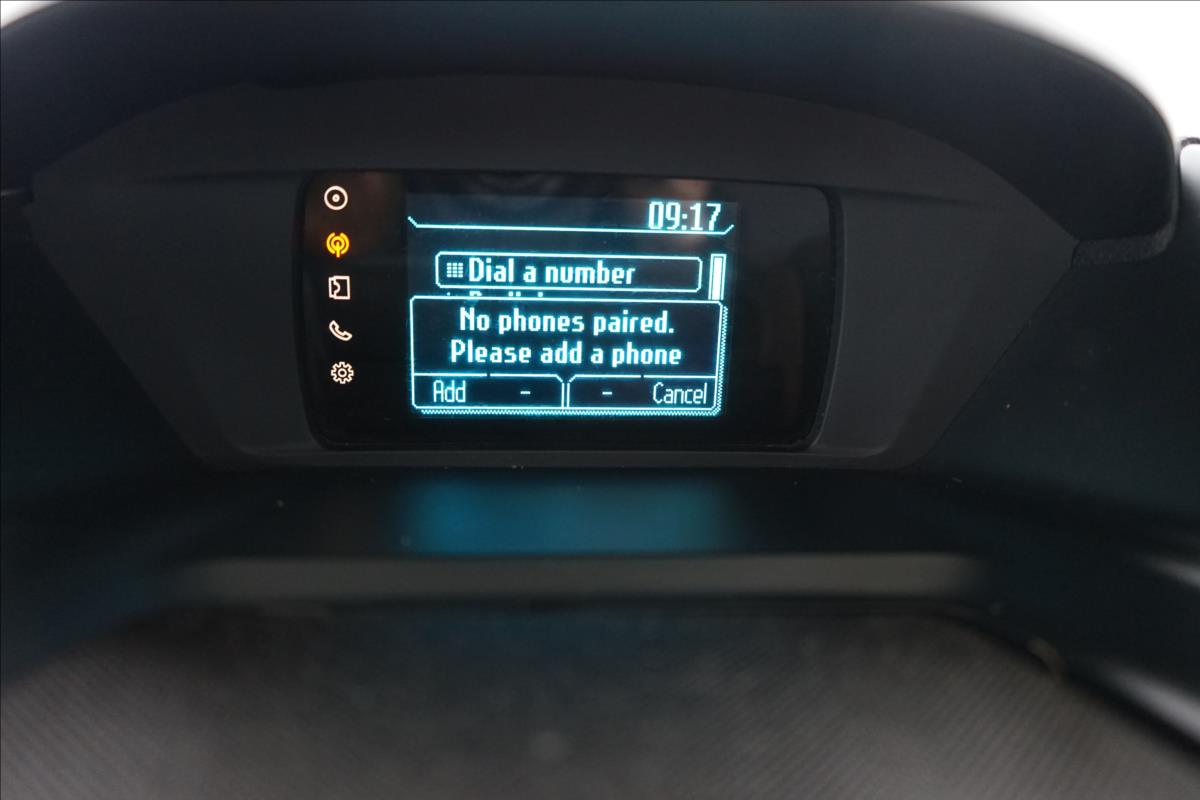 09:17
Dial a number
No phones paired.
Please add a phone
Add - - Cancel